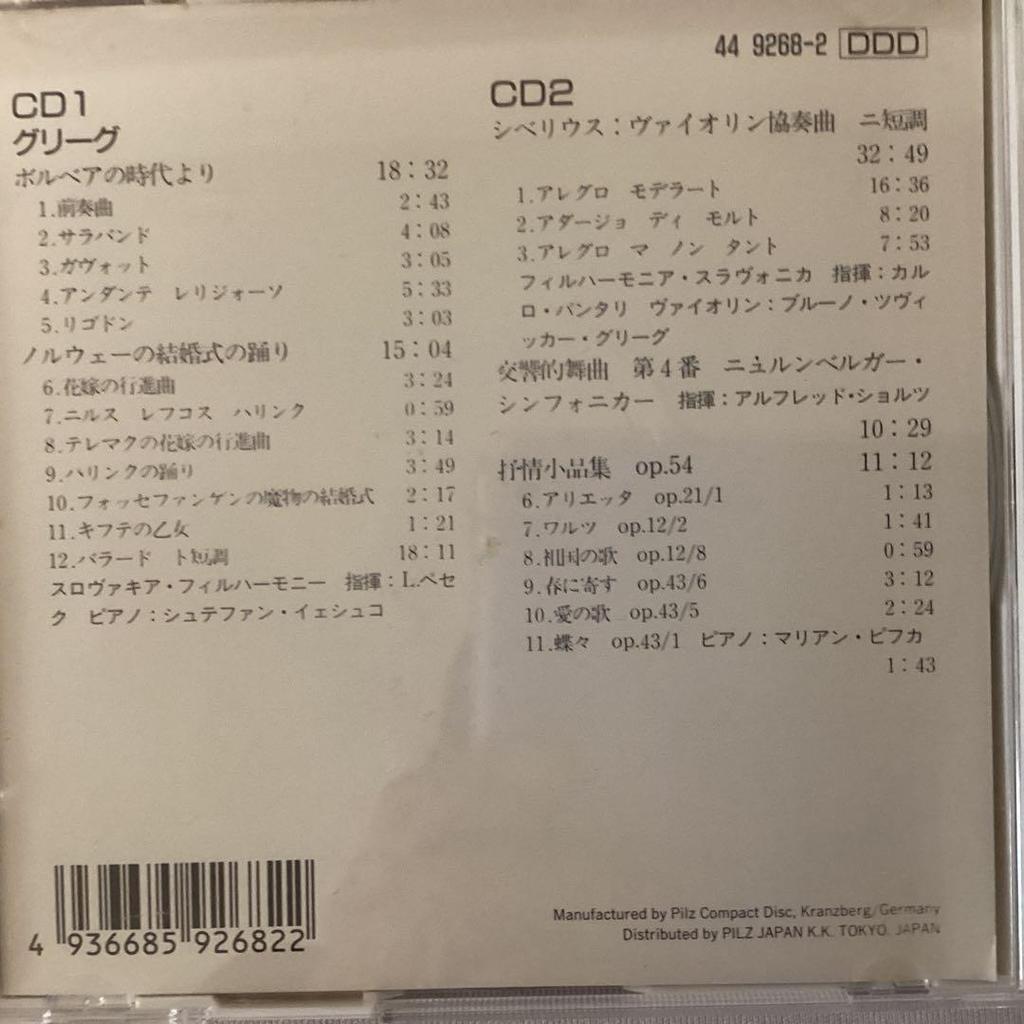 44 9268-2 DDD
CD1
グリーグ
ボルベアの時代より 18:32
1.前奏曲 2:43
2.サラバンド 4:08
3.ガヴォット 3:05
4.アンダンテ レリジォーソ 5:33
5.リゴドン 3:03
ノルウェーの結婚式の踊り 15:04
6.花嫁の行進曲 3:24
7.ニルス レフコス ハリンク 0:59
8.テレマクの花嫁の行進曲 3:14
9.ハリンクの踊り 3:49
10.フォッセファンゲンの魔物の結婚式 2:17
11.キフテの乙女 1:21
12.バラード ト短調 18:11
スロヴァキア・フィルハーモニー 指揮:L.ペセ
ク ピアノ:シュテファン・イェシュコ
CD2
シベリウス:ヴァイオリン協奏曲 ニ短調
32:49
1.アレグロ モデラート 16:36
2.アダージョ ディ モルト 8:20
3.アレグロ マ ノン タント 7:53
フィルハーモニア・スラヴォニカ 指揮:カル
ロ・パンタリ ヴァイオリン:ブルーノ・ツヴィ
ッカー・グリーグ
交響的舞曲 第4番 ニュルンベルガー・
シンフォニカー 指揮:アルフレッド・ショルツ
10:29
抒情小品集 op.54 11:12
6.アリエッタ op.21/1 1:13
7.ワルツ op.12/2 1:41
8.祖国の歌 op.12/8 0:59
9.春に寄す op.43/6 3:12
10.愛の歌 op.43/5 2:24
11.蝶々 op.43/1 ピアノ:マリアン・ピフカ
1:43
4 936685 926822
Manufactured by Pilz Compact Disc, Kranzberg/Germany
Distributed by PILZ JAPAN K.K. TOKYO. JAPAN